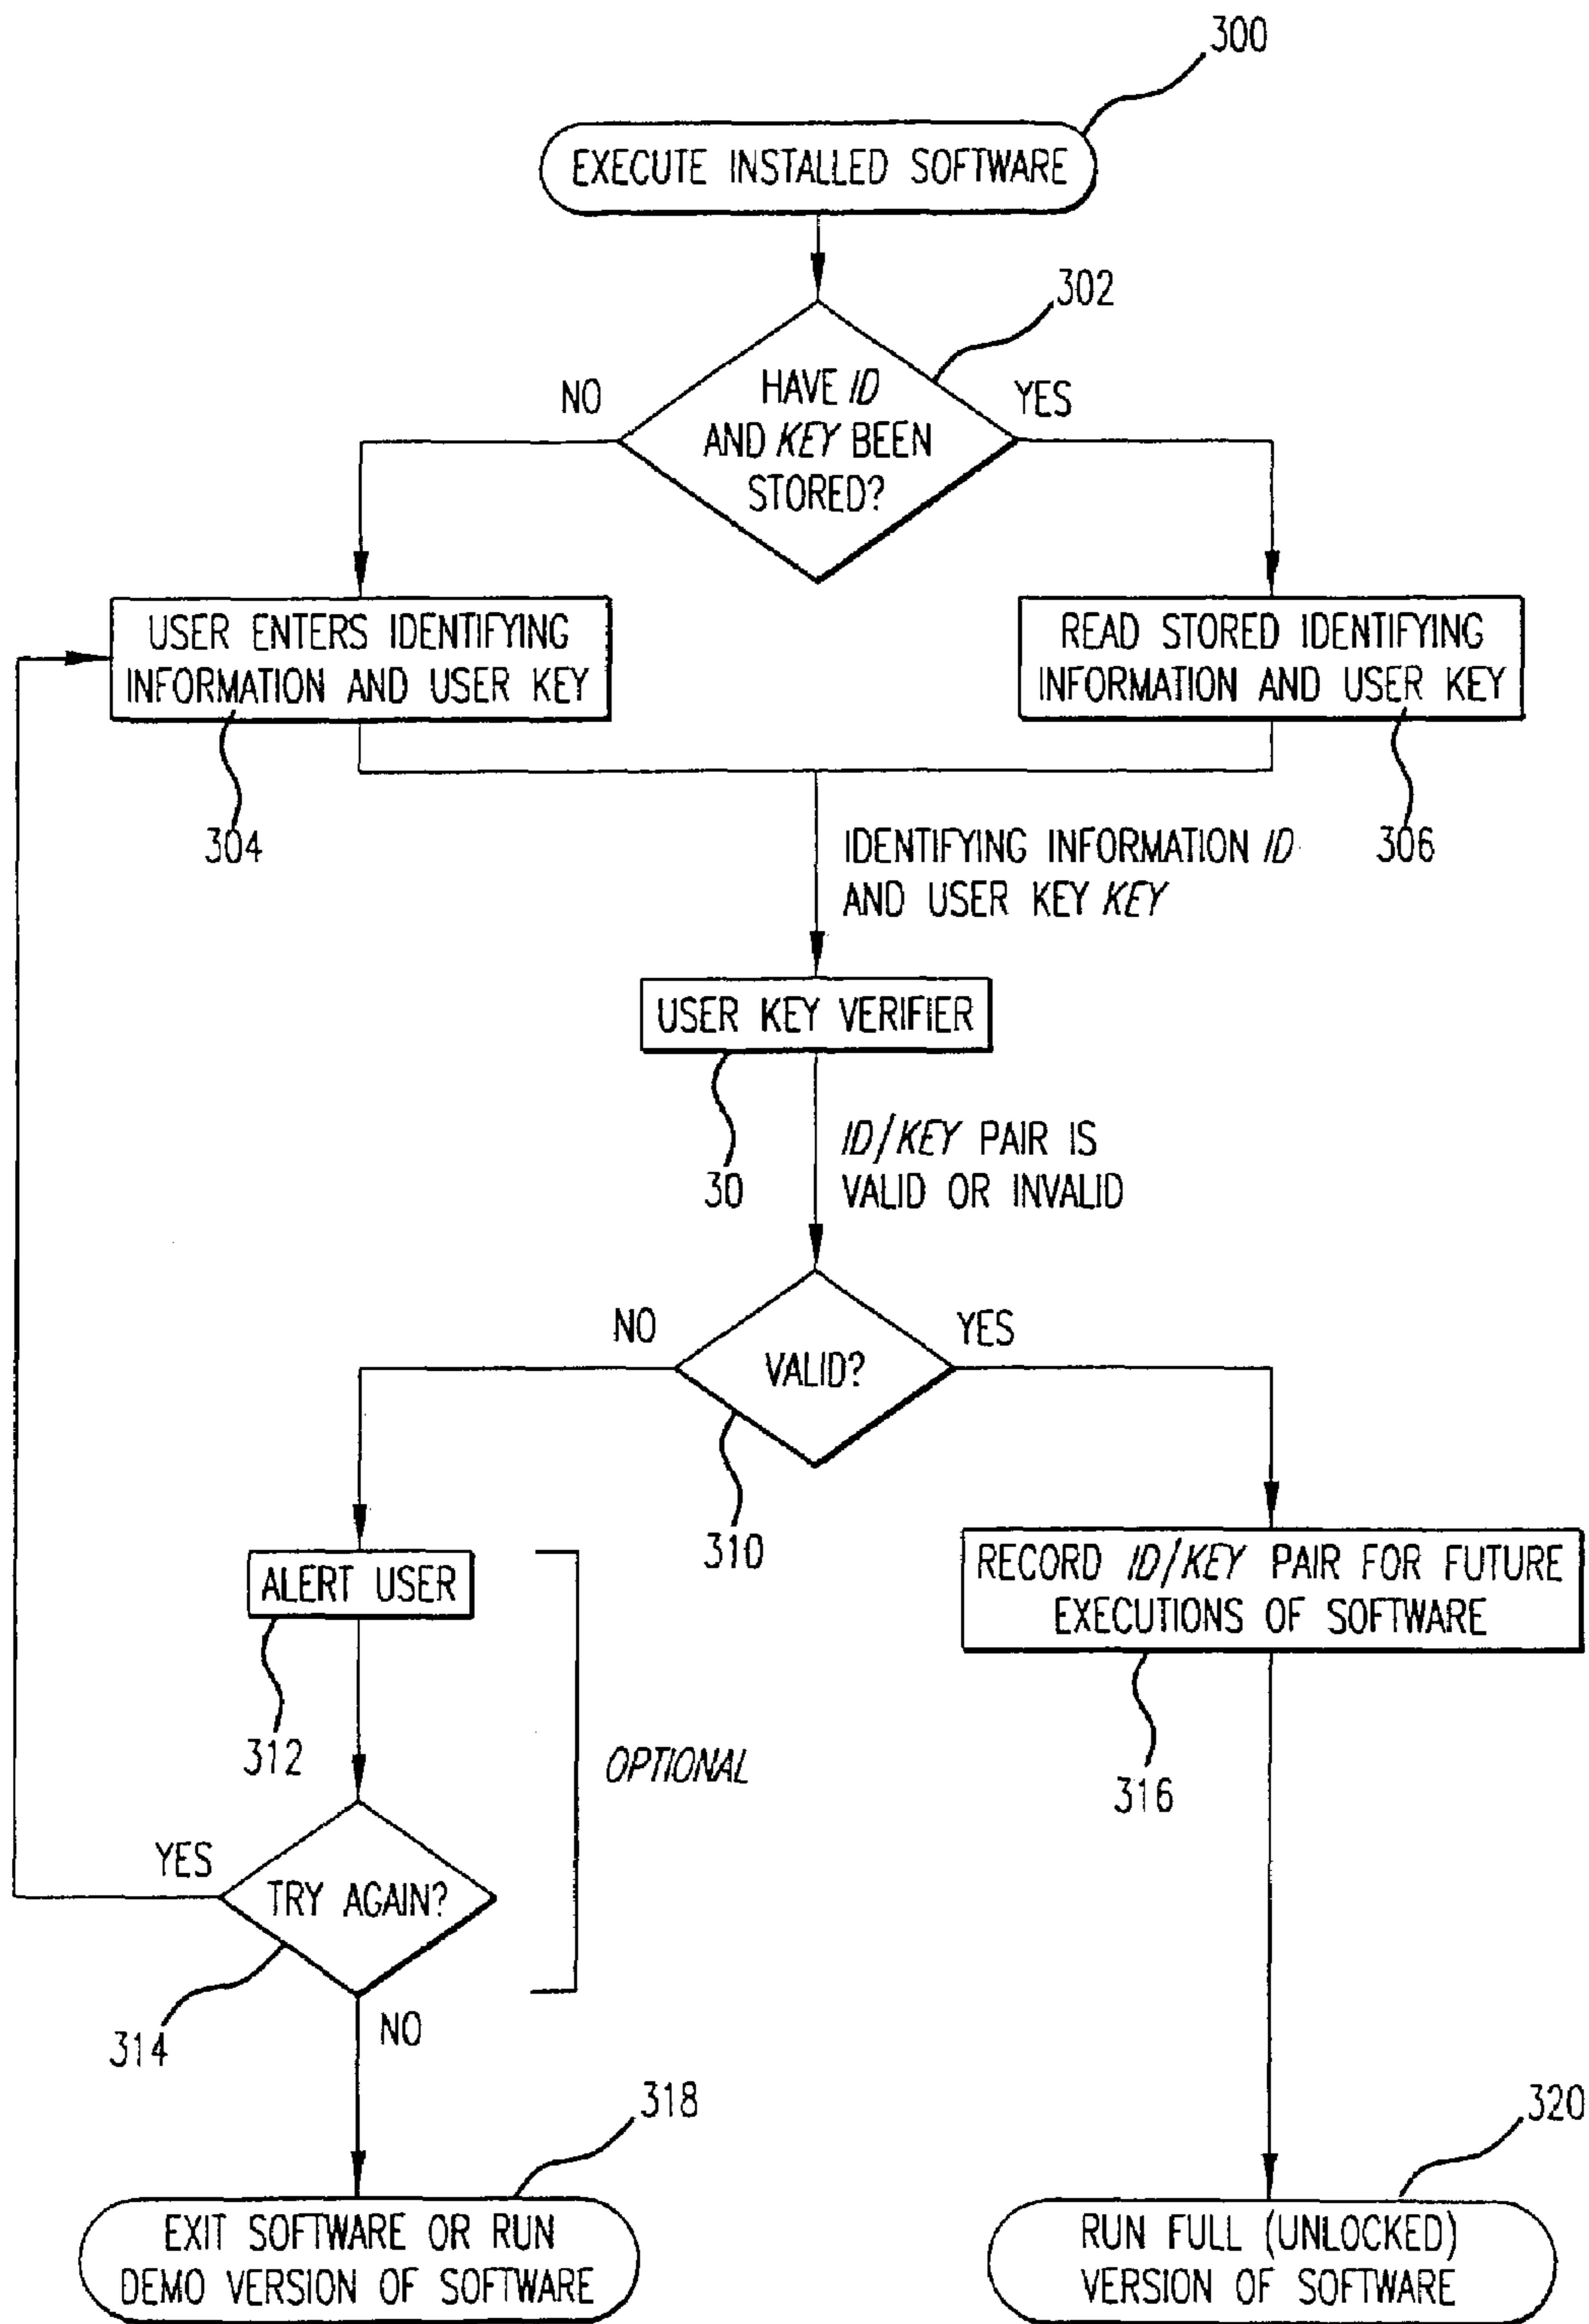 300
EXECUTE INSTALLED SOFTWARE
302
HAVE ID
AND KEY BEEN
STORED?
NO
YES
USER ENTERS IDENTIFYING
INFORMATION AND USER KEY
READ STORED IDENTIFYING
INFORMATION AND USER KEY
304
306
IDENTIFYING INFORMATION ID
AND USER KEY KEY
USER KEY VERIFIER
30
ID/KEY PAIR IS
VALID OR INVALID
NO
YES
VALID?
310
ALERT USER
RECORD ID/KEY PAIR FOR FUTURE
EXECUTIONS OF SOFTWARE
312
OPTIONAL
316
YES
TRY AGAIN?
314
NO
318
320
EXIT SOFTWARE OR RUN
DEMO VERSION OF SOFTWARE
RUN FULL (UNLOCKED)
VERSION OF SOFTWARE